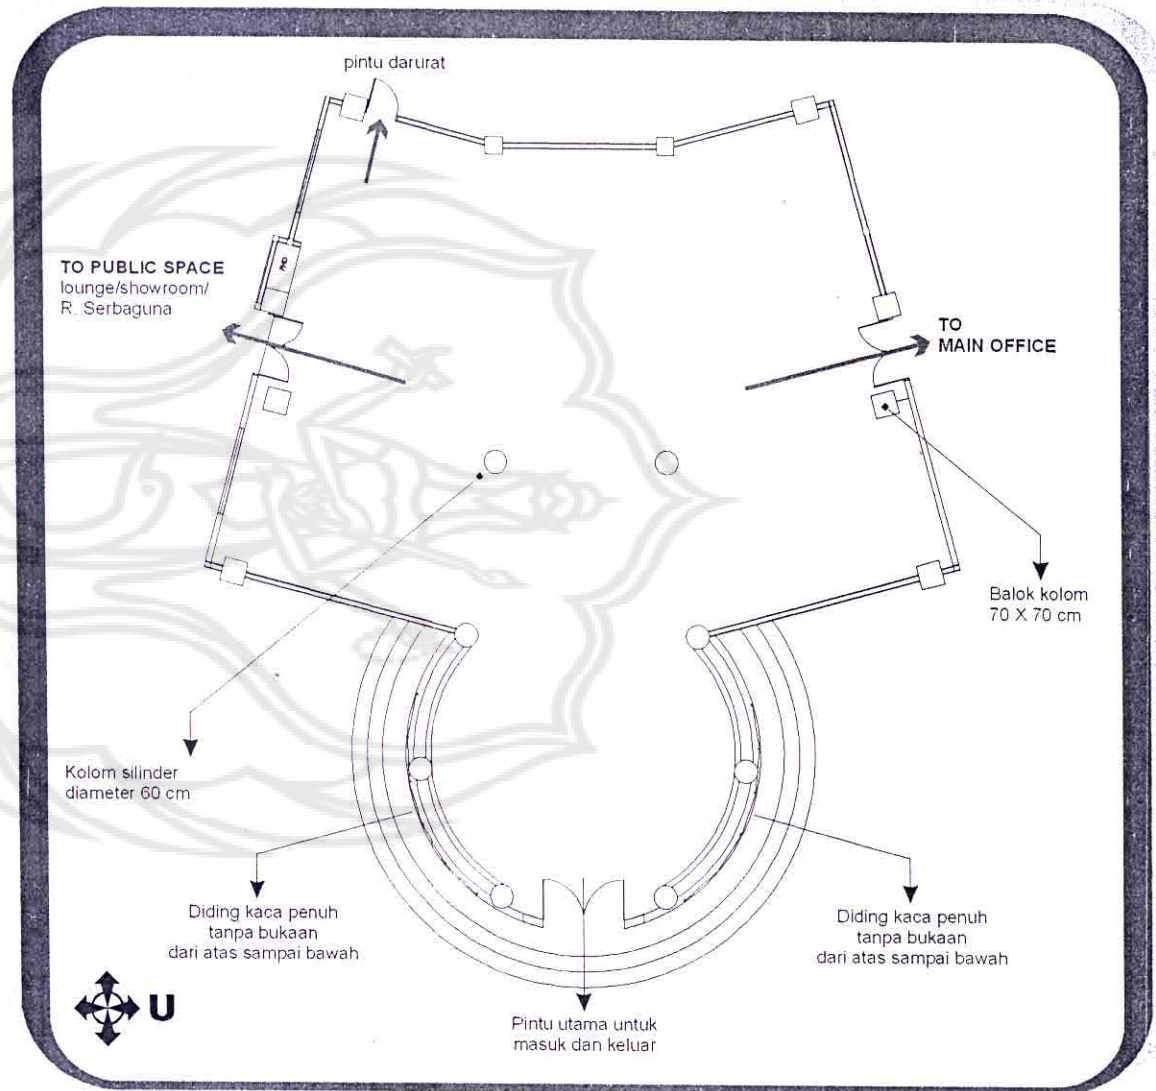 pintu darurat
TO PUBLIC SPACE
lounge/showroom/
R. Serbaguna
PHD
TO
MAIN OFFICE
Balok kolom
70 X 70 cm
Kolom silinder
diameter 60 cm
Diding kaca penuh
tanpa bukaan
dari atas sampai bawah
Diding kaca penuh
tanpa bukaan
dari atas sampai bawah
U
Pintu utama untuk
masuk dan keluar